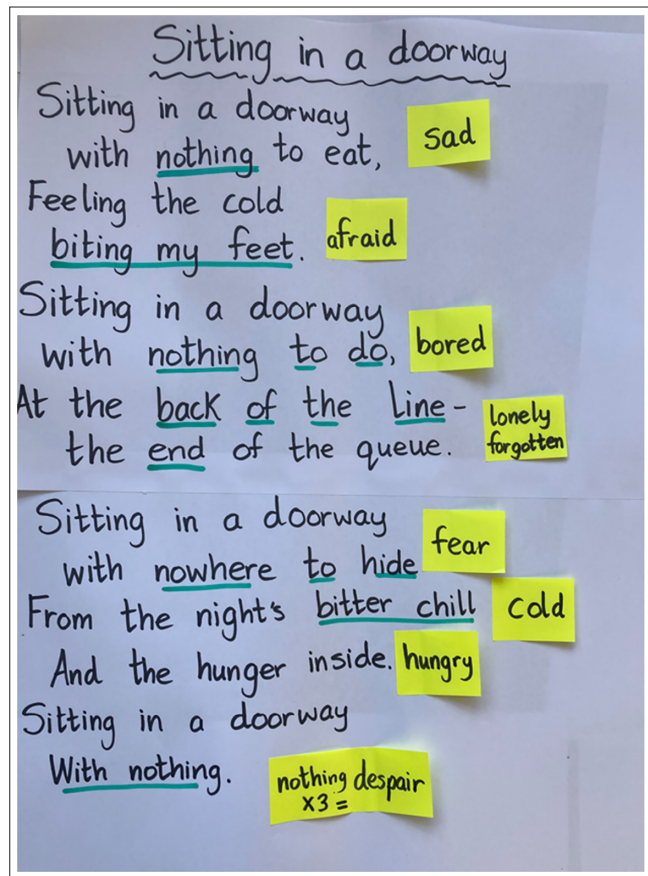 Sitting in a doorway
Sitting in a doorway
with nothing to eat,
sad
Feeling the cold
biting my feet.
afraid
Sitting in a doorway
with nothing to do,
bored
At the back of the Line-
the end of the queue.
lonely
forgotten
Sitting in a doorway
with nowhere to hide
fear
From the night's bitter chill
cold
And the hunger inside.
hungry
Sitting in a doorway
With nothing.
nothing despair
x3 =